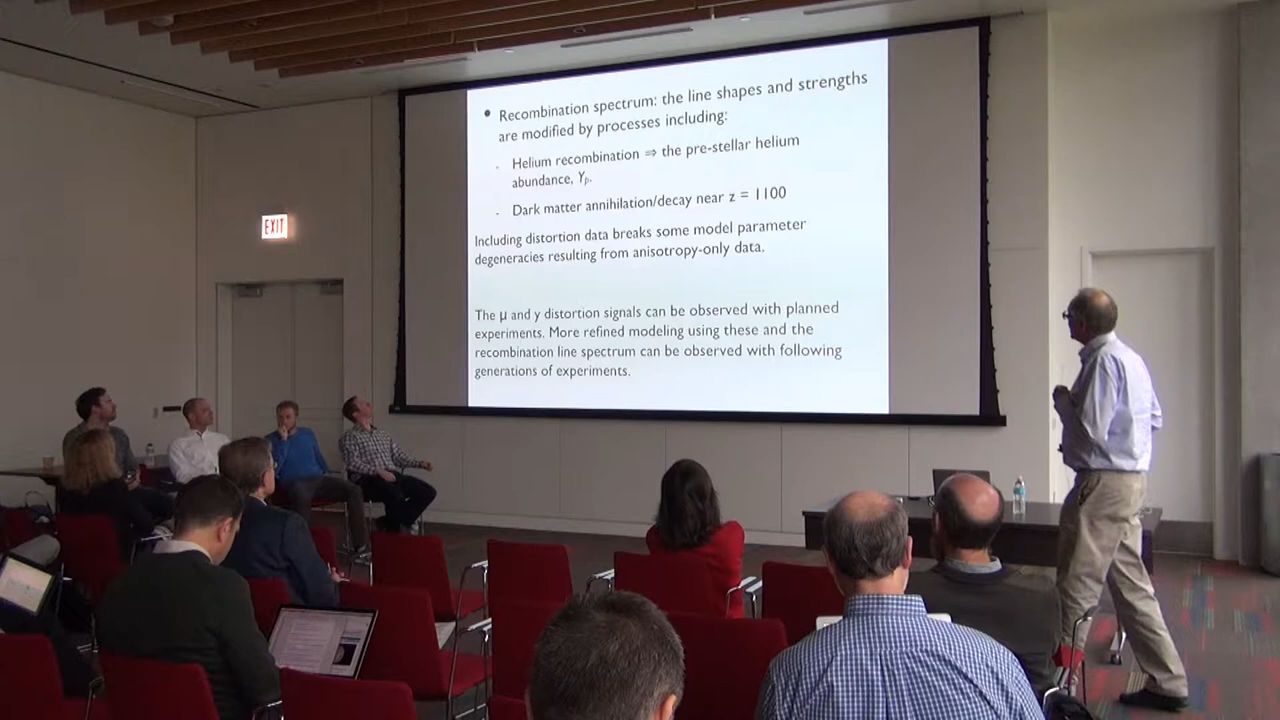 • Recombination spectrum: the line shapes and strengths
are modified by processes including:
- Helium recombination ⇒ the pre-stellar helium
abundance, Yp.
- Dark matter annihilation/decay near z = 1100
Including distortion data breaks some model parameter
degeneracies resulting from anisotropy-only data.
The μ and y distortion signals can be observed with planned
experiments. More refined modeling using these and the
recombination line spectrum can be observed with following
generations of experiments.
EXIT